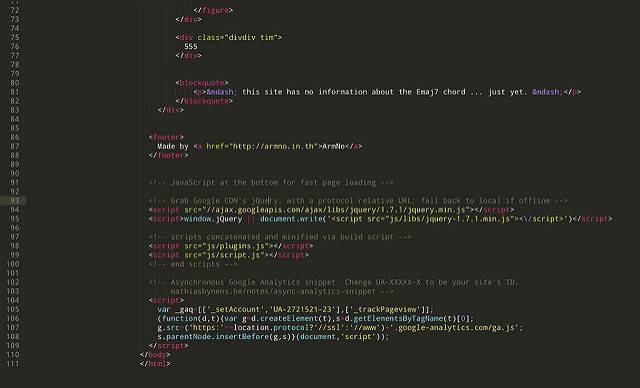 71
72 </figure>
73 </div>
74
75 <div class="divdiv tim">
76 555
77 </div>
78
79
80 <blockquote>
81 <p>&mdash; this site has no information about the Emaj7 chord ... just yet. &mdash;</p>
82 </blockquote>
83 </div>
84
85
86 <footer>
87 Made by <a href="http://armno.in.th">ArmNo</a>
88 </footer>
89
90
91 <!-- JavaScript at the bottom for fast page loading -->
92
93 <!-- Grab Google CDN's jQuery, with a protocol relative URL; fall back to local if offline -->
94 <script src="//ajax.googleapis.com/ajax/libs/jquery/1.7.1/jquery.min.js"></script>
95 <script>window.jQuery || document.write('<script src="js/libs/jquery-1.7.1.min.js"><\/script>')</script>
96
97 <!-- scripts concatenated and minified via build script -->
98 <script src="js/plugins.js"></script>
99 <script src="js/script.js"></script>
100 <!-- end scripts -->
101
102 <!-- Asynchronous Google Analytics snippet. Change UA-XXXXX-X to be your site's ID.
103 mathiasbynens.be/notes/async-analytics-snippet -->
104 <script>
105 var _gaq=[['_setAccount','UA-2721521-23'],['_trackPageview']];
106 (function(d,t){var g=d.createElement(t),s=d.getElementsByTagName(t)[0];
107 g.src=('https:'==location.protocol?'//ssl':'//www')+'.google-analytics.com/ga.js';
108 s.parentNode.insertBefore(g,s)}(document,'script'));
109 </script>
110 </body>
111 </html>